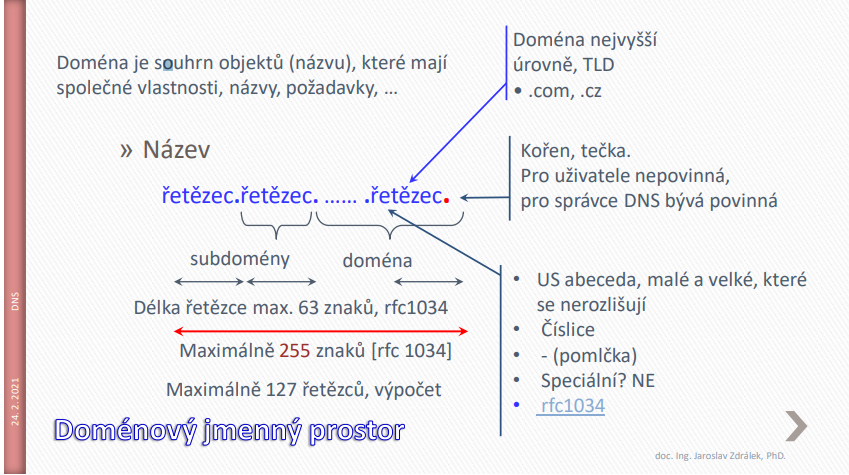 Doména je souhrn objektů (názvu), které mají
společné vlastnosti, názvy, požadavky, …
Doména nejvyšší
úrovně, TLD
• .com, .cz
» Název
Kořen, tečka.
Pro uživatele nepovinná,
pro správce DNS bývá povinná
řetězec.řetězec. …… .řetězec.
subdomény
doména
Délka řetězce max. 63 znaků, rfc1034
Maximálně 255 znaků [rfc 1034]
Maximálně 127 řetězců, výpočet
• US abeceda, malé a velké, které
se nerozlišují
• Číslice
• - (pomlčka)
• Speciální? NE
• rfc1034
Doménový jmenný prostor
DNS
24. 2. 2021
doc. Ing. Jaroslav Zdrálek, PhD.